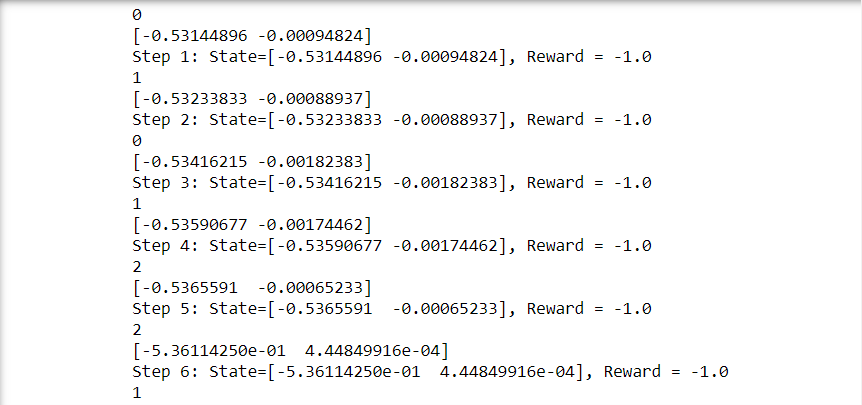 0
[-0.53144896 -0.00094824]
Step 1: State=[-0.53144896 -0.00094824], Reward = -1.0
1
[-0.53233833 -0.00088937]
Step 2: State=[-0.53233833 -0.00088937], Reward = -1.0
0
[-0.53416215 -0.00182383]
Step 3: State=[-0.53416215 -0.00182383], Reward = -1.0
1
[-0.53590677 -0.00174462]
Step 4: State=[-0.53590677 -0.00174462], Reward = -1.0
2
[-0.5365591  -0.00065233]
Step 5: State=[-0.5365591  -0.00065233], Reward = -1.0
2
[-5.36114250e-01  4.44849916e-04]
Step 6: State=[-5.36114250e-01  4.44849916e-04], Reward = -1.0
1